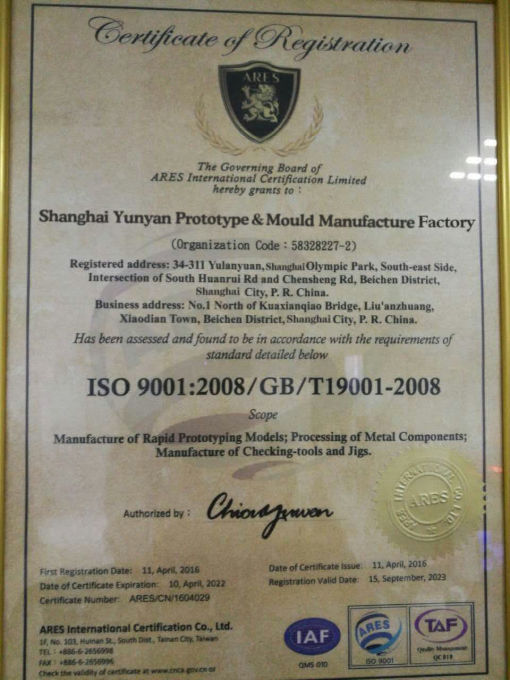 Certificate of Registration
ARES
The Governing Board of
ARES International Certification Limited
hereby grants to :
Shanghai Yunyan Prototype & Mould Manufacture Factory
(Organization Code : 58328227-2)
Registered address: 34-311 Yulanyuan, Shanghai Olympic Park, South-east Side,
Intersection of South Huanrui Rd and Chensheng Rd, Beichen District,
Shanghai City, P. R. China.
Business address: No.1 North of Kuaxianqiao Bridge, Liu'anzhuang,
Xiaodian Town, Beichen District, Shanghai City, P. R. China.
Has been assessed and found to be in accordance with the requirements of
standard detailed below
ISO 9001:2008/GB/T19001-2008
Scope
Manufacture of Rapid Prototyping Models; Processing of Metal Components;
Manufacture of Checking-tools and Jigs.
Authorized by :
ARES INTERNATIONAL CO., LTD.
ARES
First Registration Date: 11, April, 2016
Date of Certificate Issue: 11, April, 2016
Date of Certificate Expiration: 10, April, 2022
Registration Valid Date: 15, September, 2023
Certificate Number: ARES/CN/1604029
ARES International Certification Co., Ltd.
1F, No. 103, Huinan St., South Dist., Tainan City, Taiwan
TEL : +886-6-2656998
FAX : +886-6-2656996
Check the validity of certificate at www.cnca.gov.cn
IAF
QMS 010
ARES
ISO 9001
TAF
Quality Management
QC 010